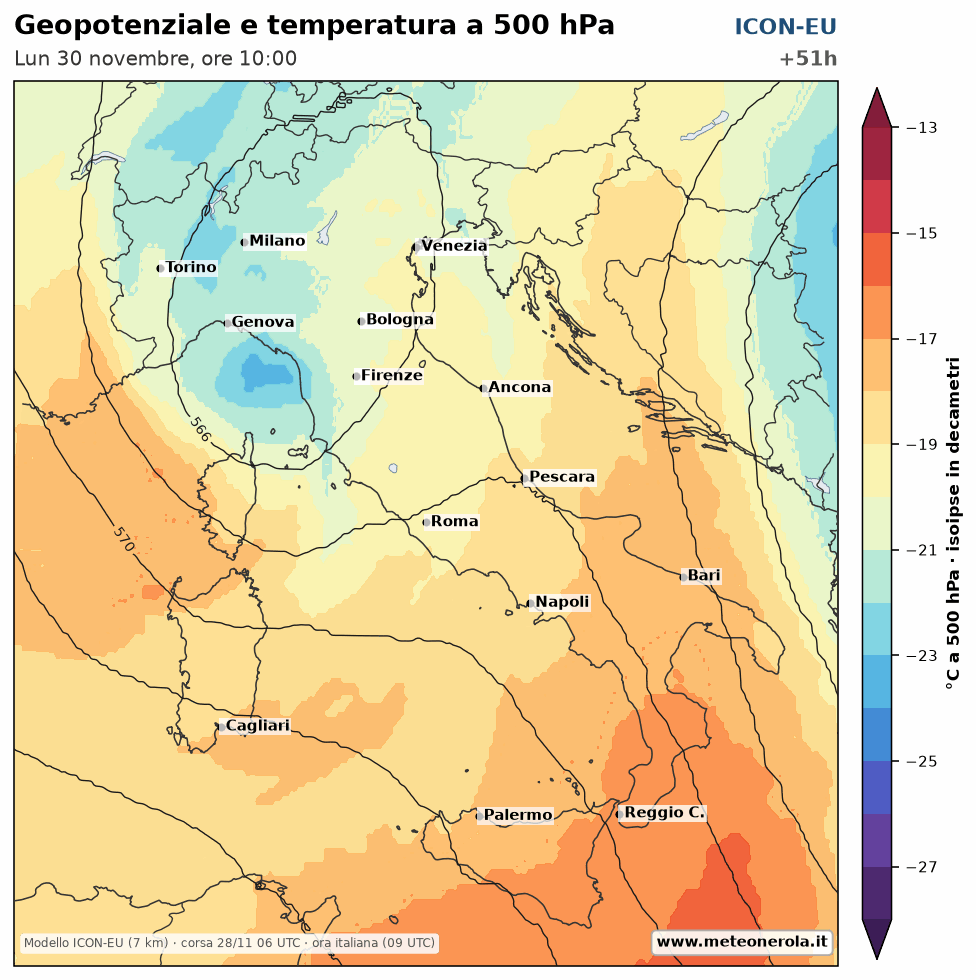 Geopotenziale e temperatura a 500 hPa
ICON-EU
Lun 30 novembre, ore 10:00
+51h
Milano
Venezia
Torino
Genova
Bologna
Firenze
Ancona
566
Pescara
Roma
570
Bari
Napoli
Cagliari
Palermo
Reggio C.
Modello ICON-EU (7 km) · corsa 28/11 06 UTC · ora italiana (09 UTC)
www.meteonerola.it
−13
−15
−17
−19
−21
−23
−25
−27
°C a 500 hPa · isoipse in decametri